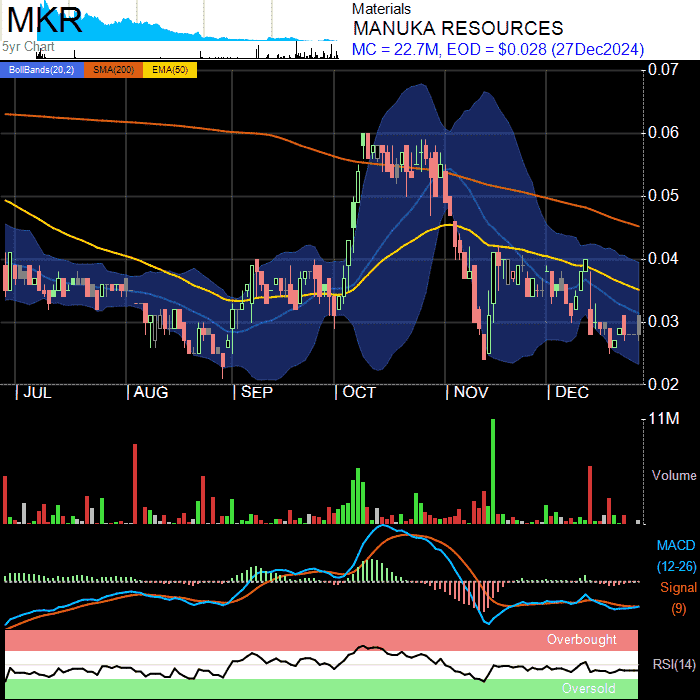 MKR
5yr Chart
Materials
MANUKA RESOURCES
MC = 22.7M, EOD = $0.028 (27Dec2024)
BollBands(20,2) SMA(200) EMA(50)
0.07
0.06
0.05
0.04
0.03
0.02
JUL AUG SEP OCT NOV DEC
11M
Volume
MACD
(12-26)
Signal
(9)
Overbought
RSI(14)
Oversold